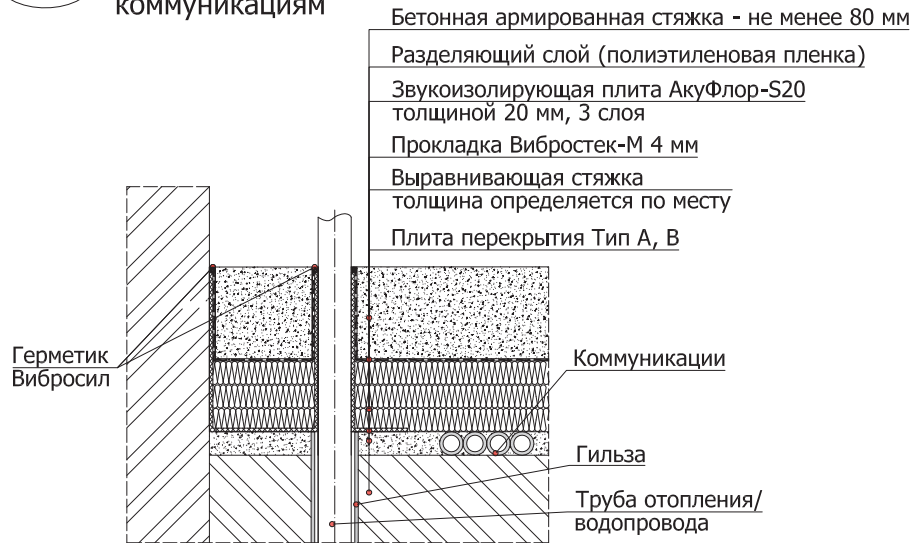 коммуникациям
Бетонная армированная стяжка - не менее 80 мм
Разделяющий слой (полиэтиленовая пленка)
Звукоизолирующая плита АкуФлор-S20
толщиной 20 мм, 3 слоя
Прокладка Вибростек-М 4 мм
Выравнивающая стяжка
толщина определяется по месту
Плита перекрытия Тип А, В
Герметик
Вибросил
Коммуникации
Гильза
Труба отопления/
водопровода